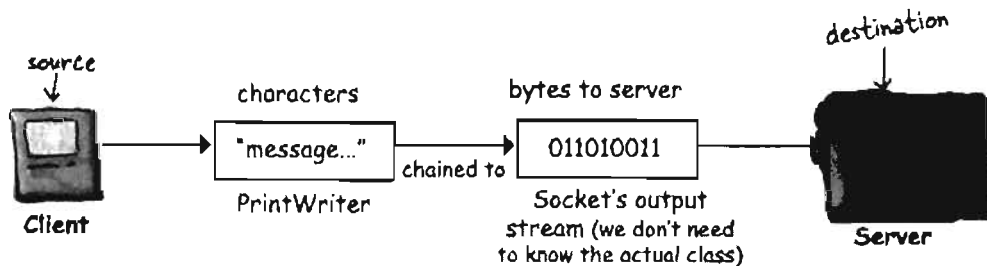 source
destination
characters
bytes to server
"message..."
chained to
011010011
Client
PrintWriter
Socket's output
stream (we don't need
to know the actual class)
Server